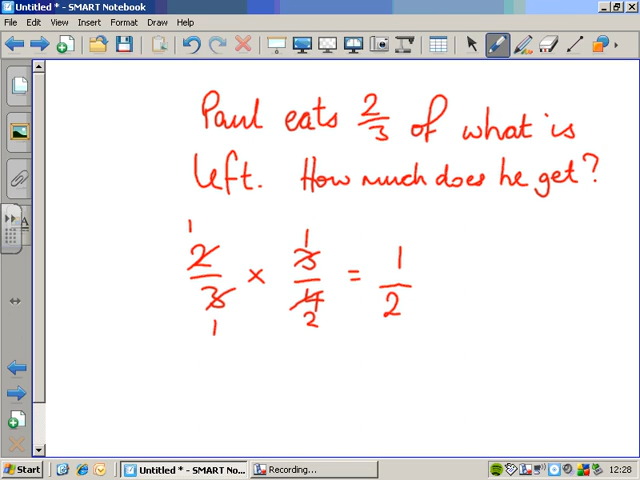 Untitled * - SMART Notebook
File Edit View Insert Format Draw Help
Paul eats 2/3 of what is
left. How much does he get?
1 1
2/3 × 3/4 = 1/2
1 2
Start Untitled * - SMART No... Recording... 12:28